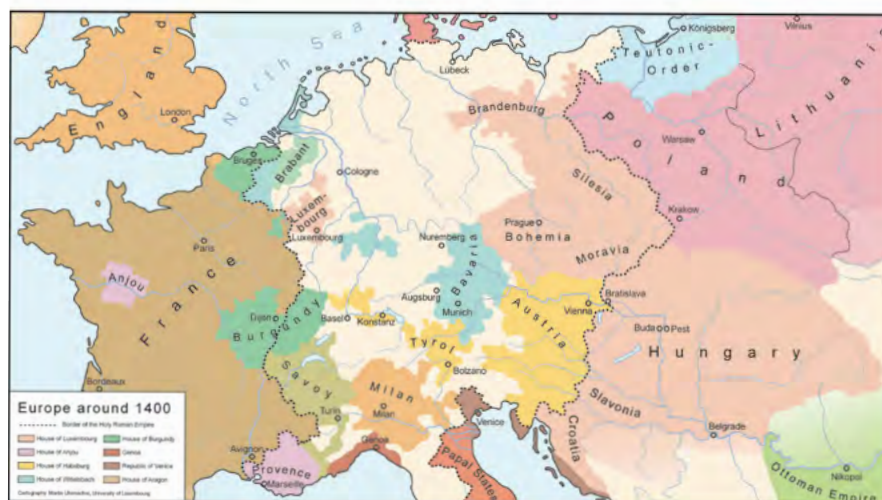 North Sea
England
London
Königsberg
Teutonic-
Order
Vilnius
Lithuania
Lübeck
Brandenburg
Poland
Warsaw
Bruges
Brabant
Cologne
Silesia
Krakow
Luxem-
bourg
Luxembourg
Prague
Bohemia
Moravia
Nuremberg
Bavaria
Paris
France
Anjou
Augsburg
Munich
Austria
Vienna
Bratislava
Dijon
Burgundy
Basel
Konstanz
Tyrol
Bolzano
Buda
Pest
Hungary
Savoy
Milan
Milan
Turin
Slavonia
Croatia
Venice
Belgrade
Bordeaux
Avignon
Provence
Marseille
Genoa
Papal States
Nikopol
Ottoman Empire
Europe around 1400
Border of the Holy Roman Empire
House of Luxembourg
House of Burgundy
House of Anjou
Genoa
House of Habsburg
Republic of Venice
House of Wittelsbach
House of Aragon